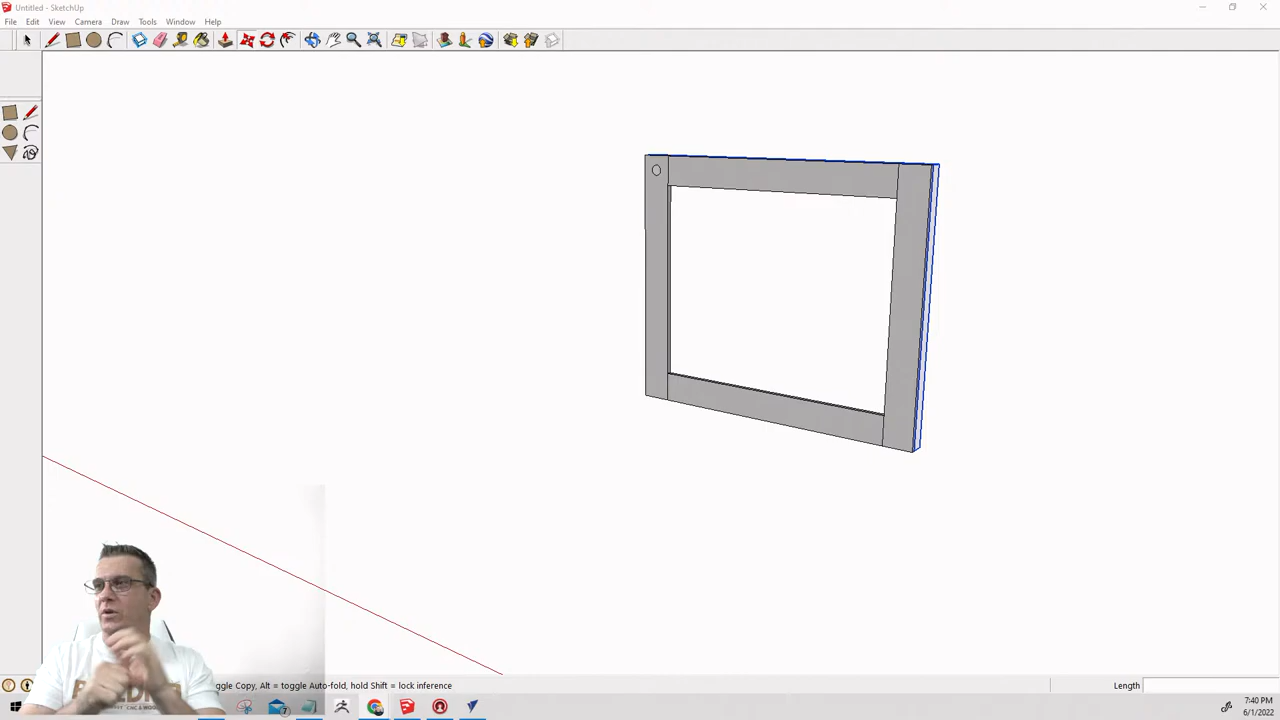 Untitled - SketchUp
File Edit View Camera Draw Tools Window Help
ggle Copy, Alt = toggle Auto-fold, hold Shift = lock inference
Length
7:40 PM
6/1/2022